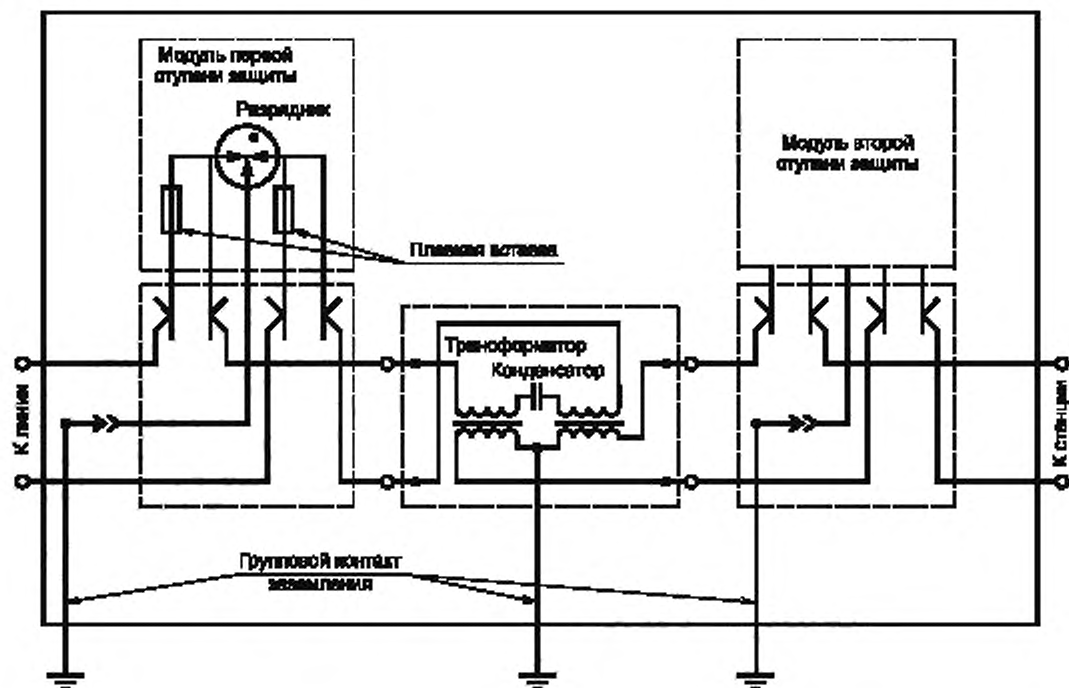 Модуль первой
ступени защиты
Разрядник
Плавкая вставка
Модуль второй
ступени защиты
Трансформатор
Конденсатор
К линии
К станции
Групповой контакт
заземления